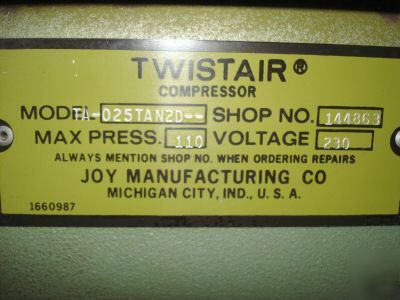 TWISTAIR®
COMPRESSOR
MODEL TA-025TAN2D-- SHOP NO. 144863
MAX PRESS. 110 VOLTAGE 230
ALWAYS MENTION SHOP NO. WHEN ORDERING REPAIRS
JOY MANUFACTURING CO
MICHIGAN CITY, IND., U. S. A.
1660987